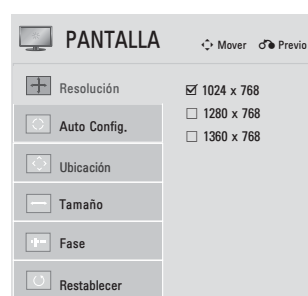 PANTALLA
Mover Previo
Resolución
Auto Config.
Ubicación
Tamaño
Fase
Restablecer
1024 x 768
1280 x 768
1360 x 768